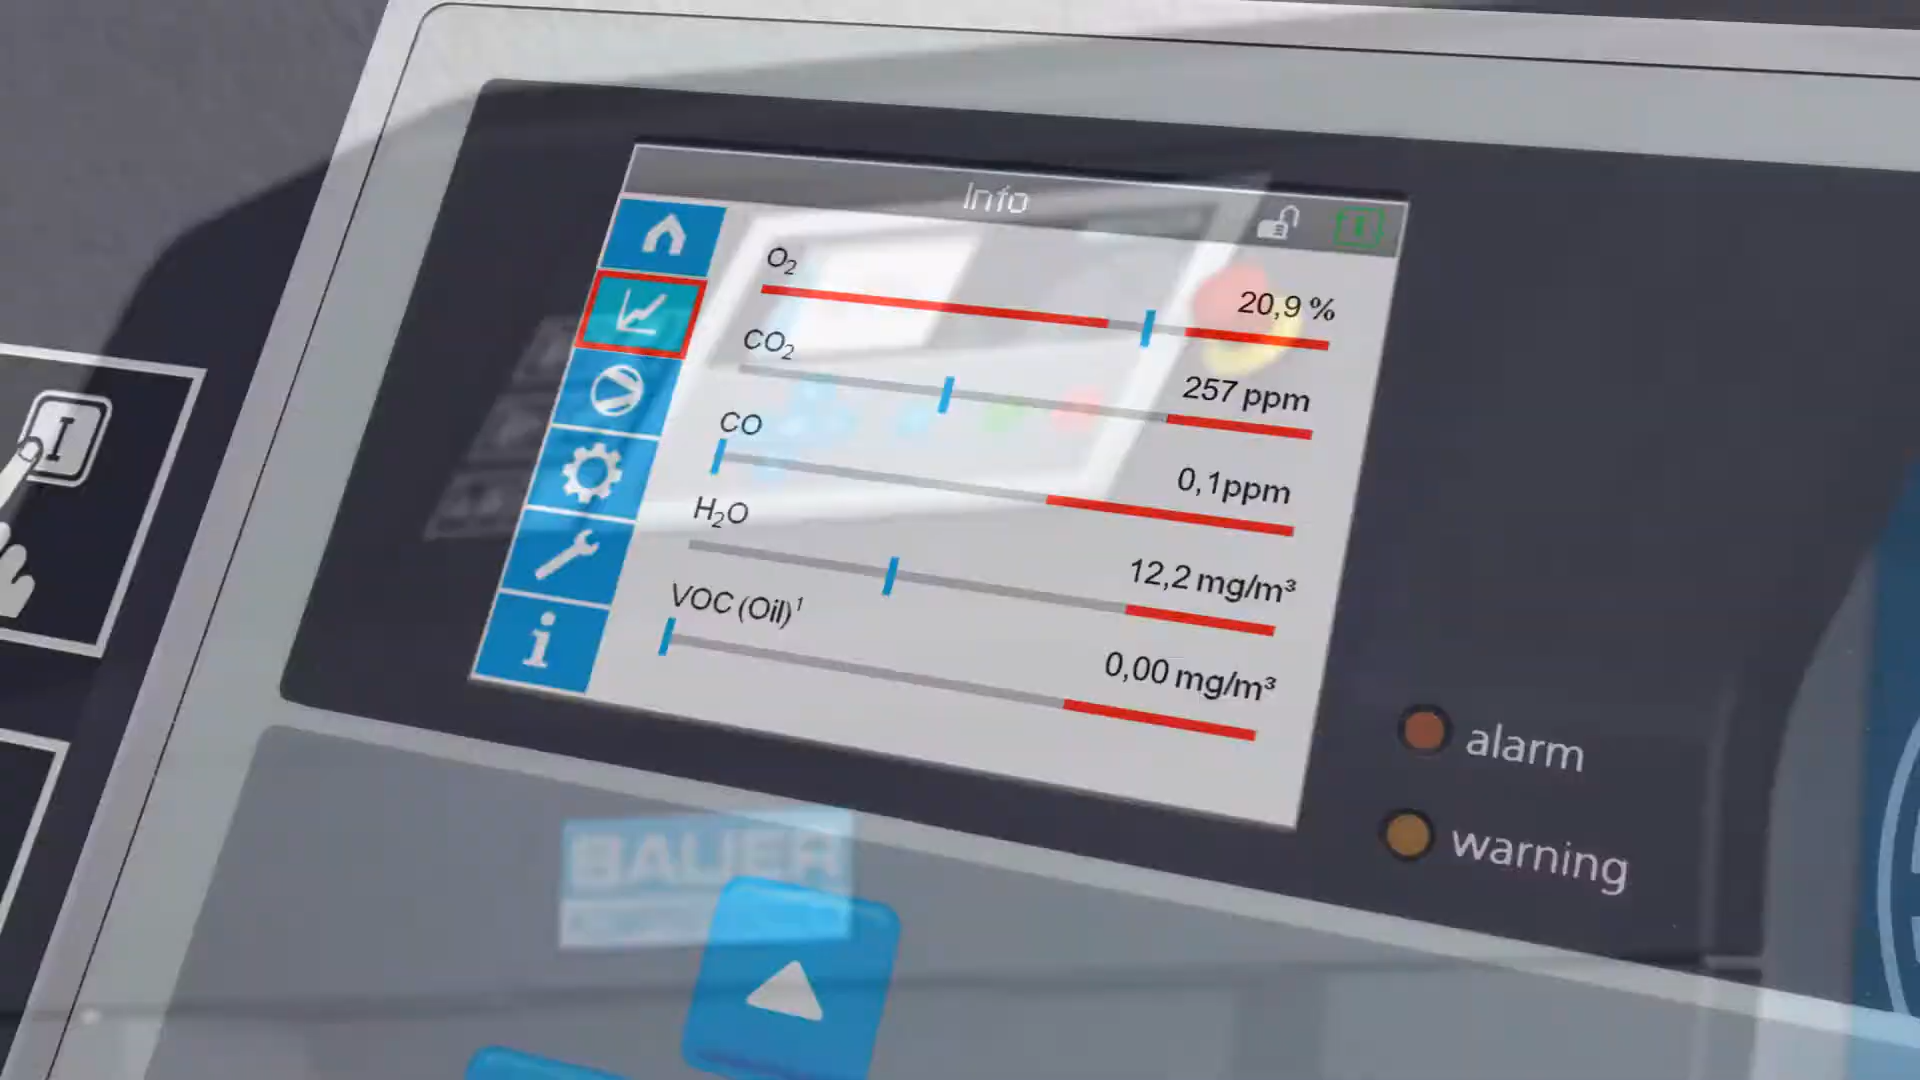 Info
O₂
20,9 %
CO₂
257 ppm
CO
0,1ppm
H₂O
12,2 mg/m³
VOC (Oil)¹
0,00 mg/m³
I
alarm
warning
BAUER